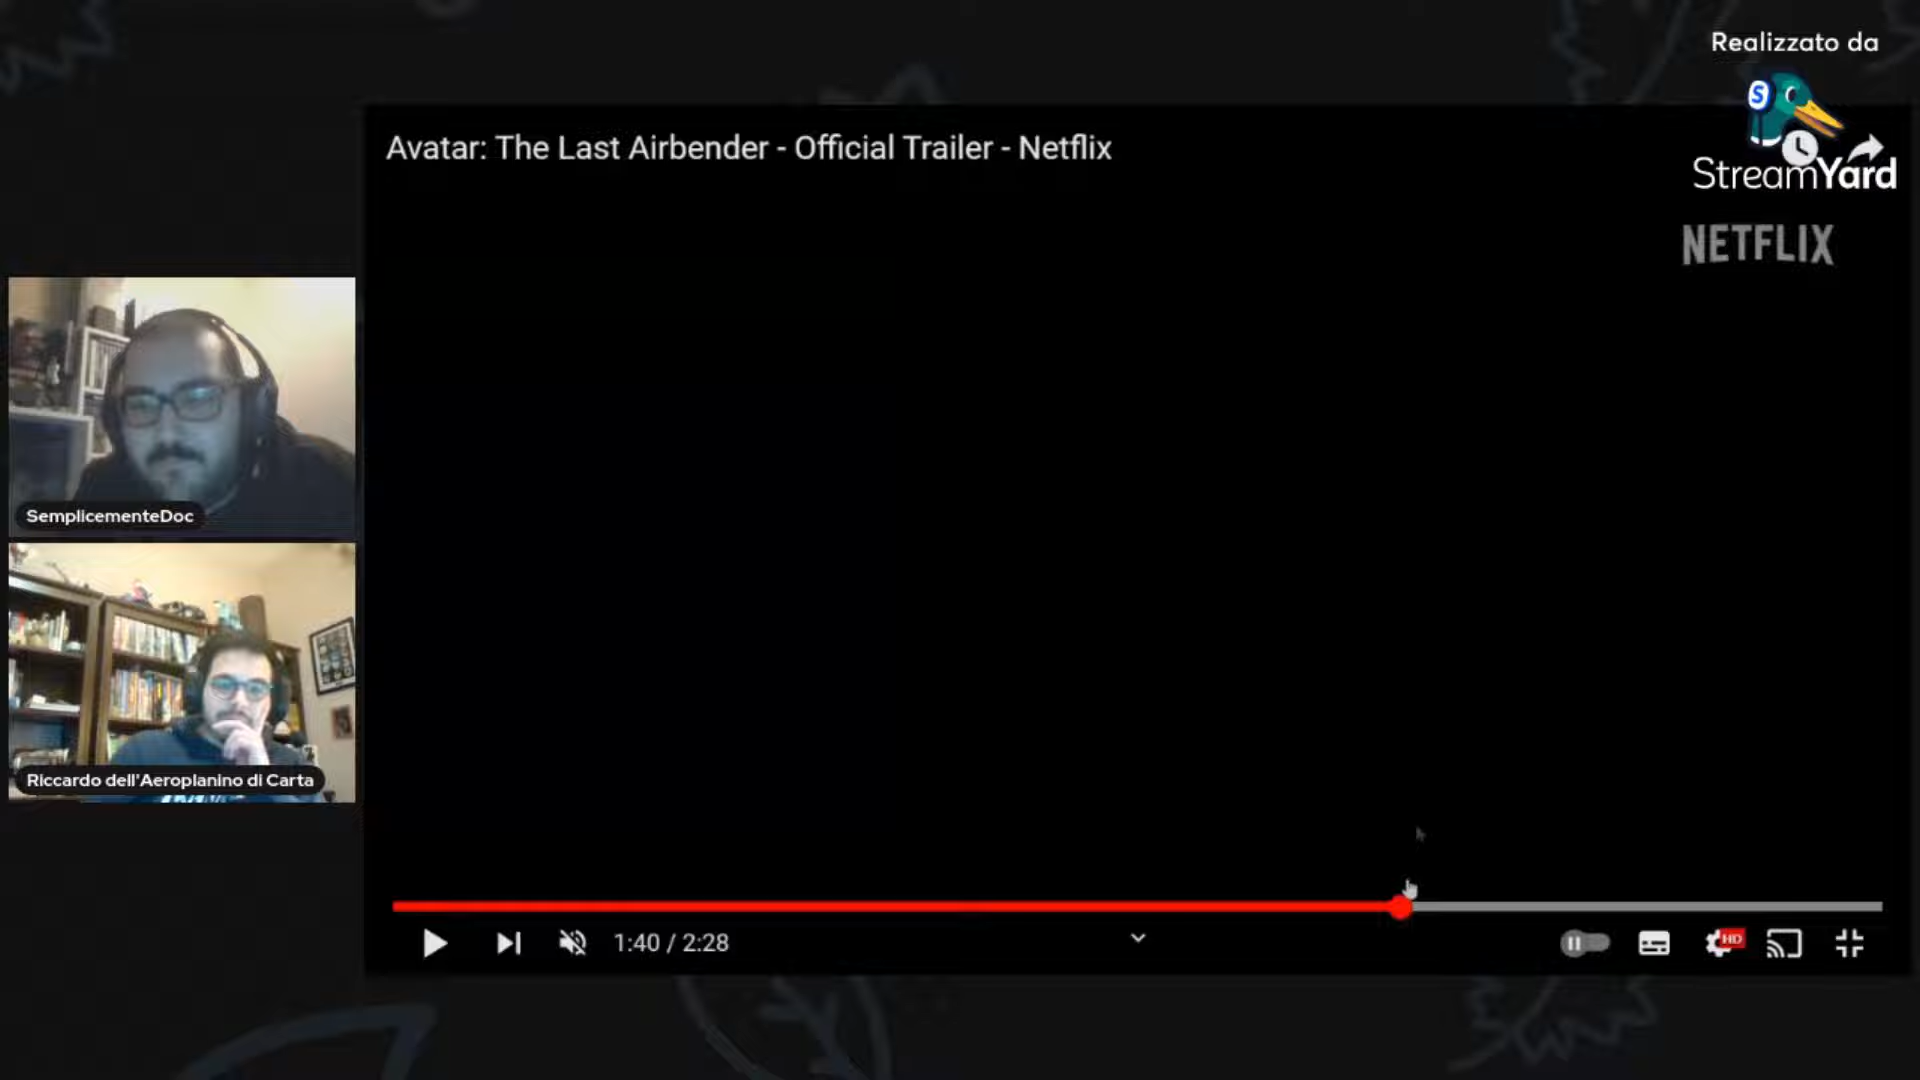 Realizzato da
S
StreamYard
Avatar: The Last Airbender - Official Trailer - Netflix
NETFLIX
SemplicementeDoc
Riccardo dell'Aeroplanino di Carta
1:40 / 2:28
HD